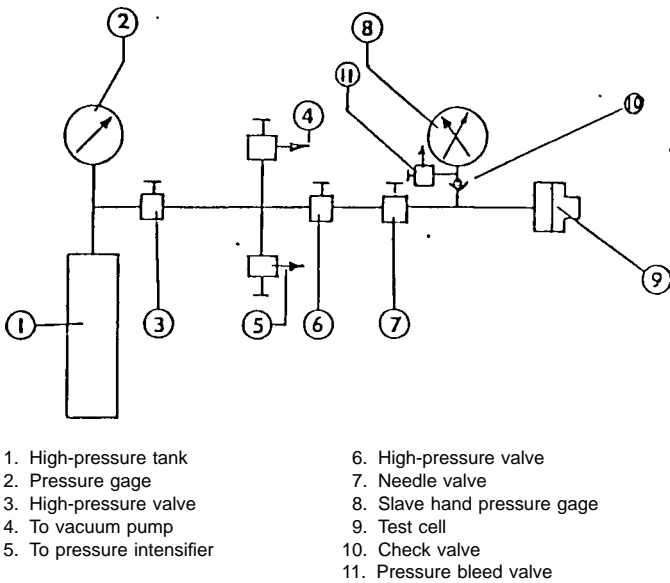 2
8
11
4
10
1
3
5
6
7
9
1. High-pressure tank
2. Pressure gage
3. High-pressure valve
4. To vacuum pump
5. To pressure intensifier
6. High-pressure valve
7. Needle valve
8. Slave hand pressure gage
9. Test cell
10. Check valve
11. Pressure bleed valve